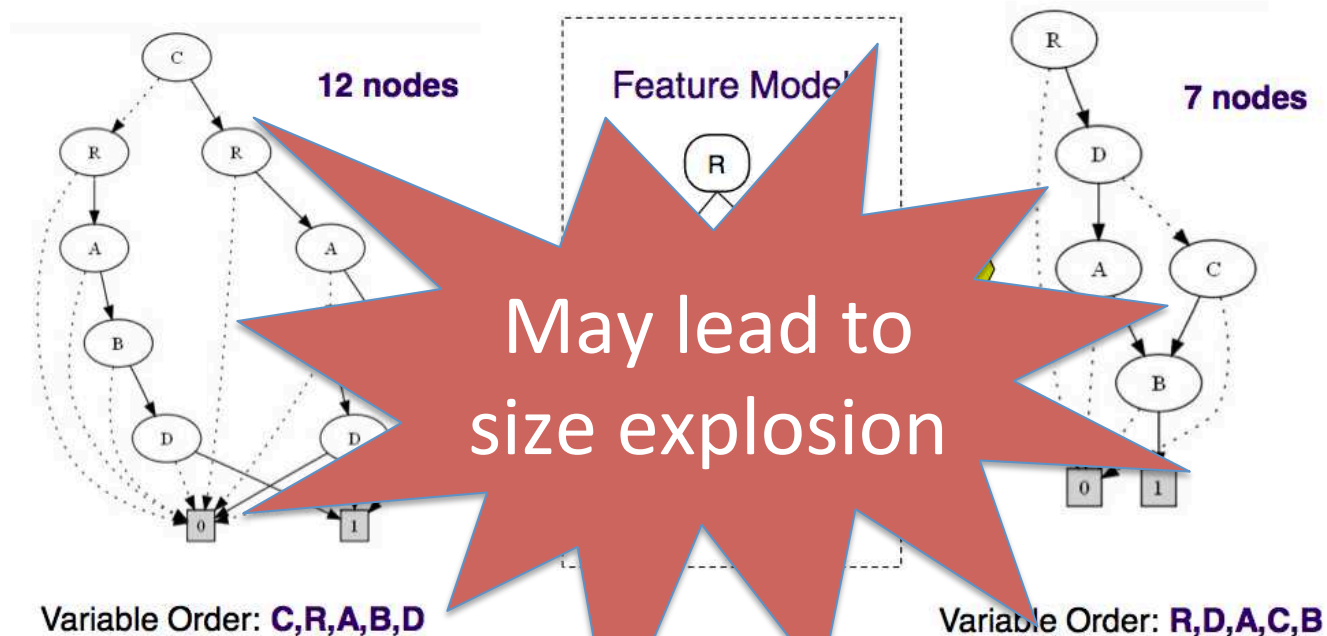 C
12 nodes
R
R
A
A
B
D
D
0
1
Variable Order: C,R,A,B,D
Feature Model
R
May lead to
size explosion
R
7 nodes
D
A
C
B
0
1
Variable Order: R,D,A,C,B